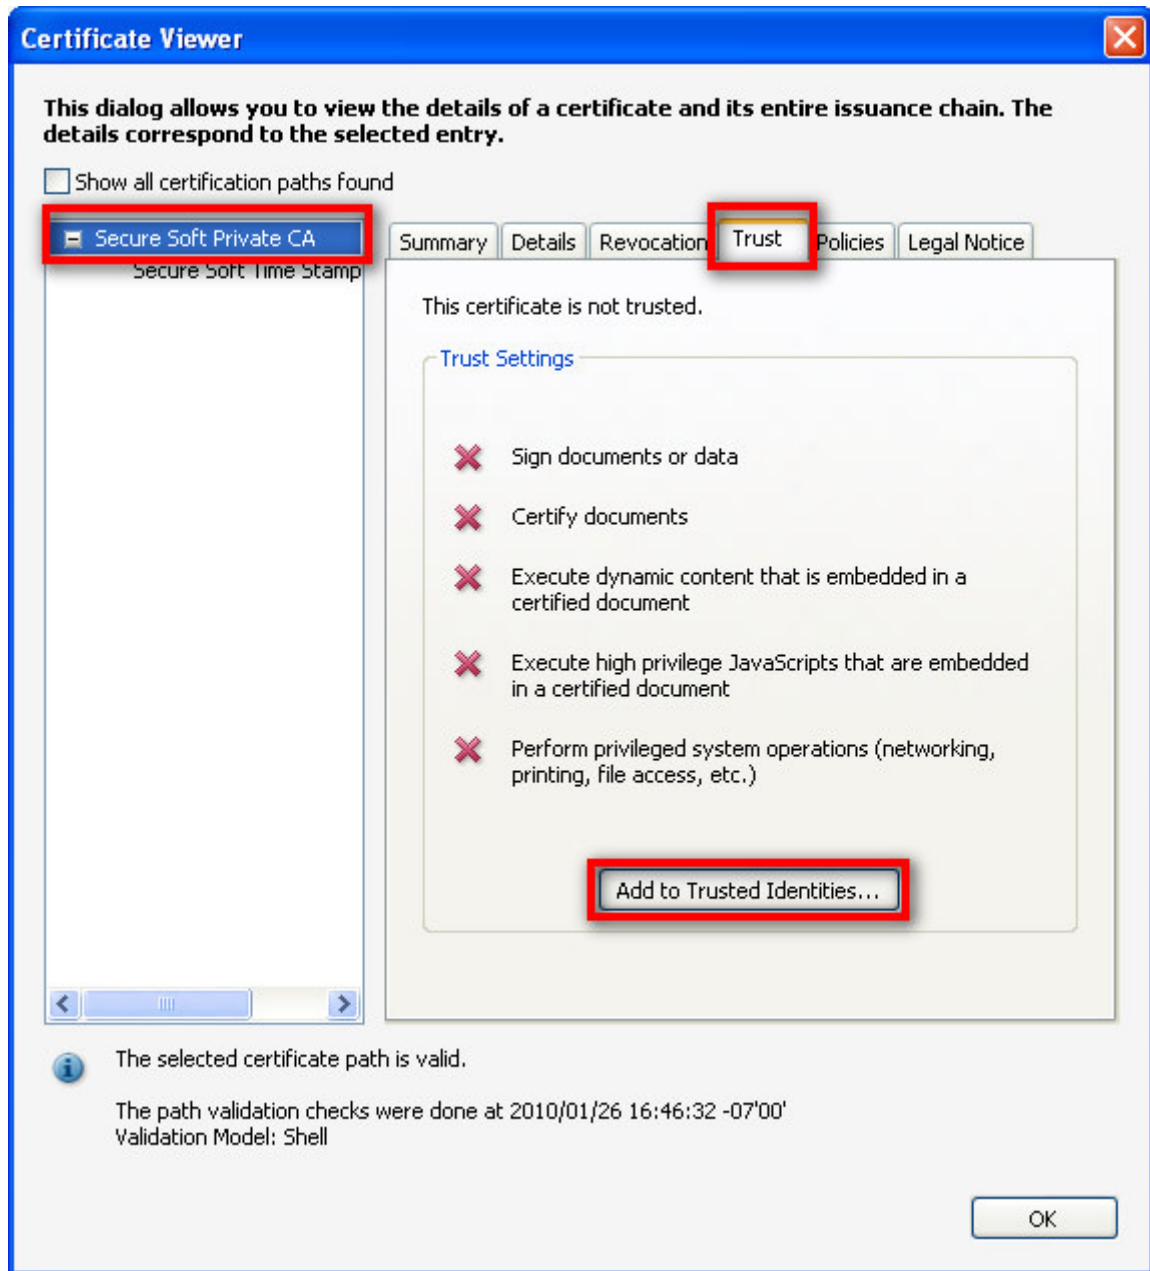 Certificate Viewer
This dialog allows you to view the details of a certificate and its entire issuance chain. The
details correspond to the selected entry.
Show all certification paths found
Secure Soft Private CA
Secure Soft Time Stamp
Summary Details Revocation Trust Policies Legal Notice
This certificate is not trusted.
Trust Settings
Sign documents or data
Certify documents
Execute dynamic content that is embedded in a
certified document
Execute high privilege JavaScripts that are embedded
in a certified document
Perform privileged system operations (networking,
printing, file access, etc.)
Add to Trusted Identities...
The selected certificate path is valid.
The path validation checks were done at 2010/01/26 16:46:32 -07'00'
Validation Model: Shell
OK